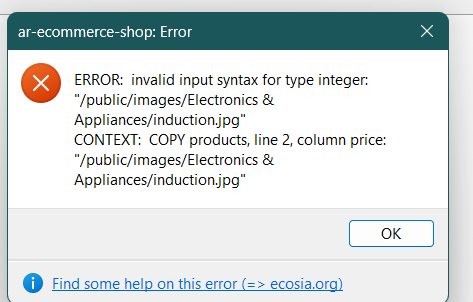 ar-ecommerce-shop: Error
ERROR:  invalid input syntax for type integer:
"/public/images/Electronics &
Appliances/induction.jpg"
CONTEXT:  COPY products, line 2, column price:
"/public/images/Electronics &
Appliances/induction.jpg"
OK
Find some help on this error (=> ecosia.org)